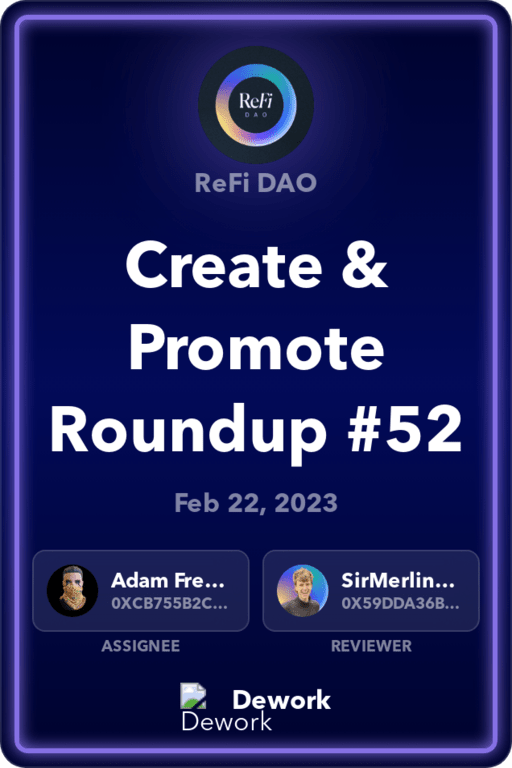 ReFi
DAO
ReFi DAO
Create &
Promote
Roundup #52
Feb 22, 2023
Adam Fre...
0XCB755B2C...
ASSIGNEE
SirMerlin...
0X59DDA36B...
REVIEWER
Dework
Dework